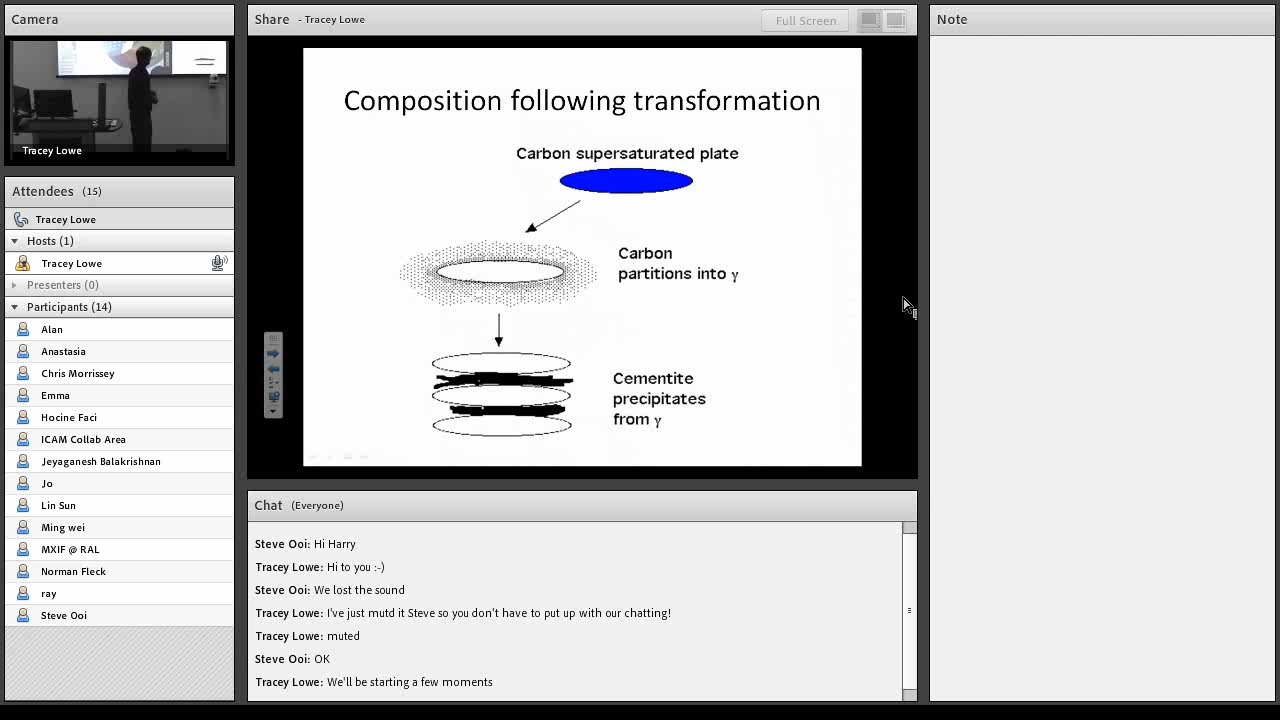 Camera
Tracey Lowe
Attendees (15)
Tracey Lowe
Hosts (1)
Tracey Lowe
Presenters (0)
Participants (14)
Alan
Anastasia
Chris Morrissey
Emma
Hocine Faci
ICAM Collab Area
Jeyaganesh Balakrishnan
Jo
Lin Sun
Ming wei
MXIF @ RAL
Norman Fleck
ray
Steve Ooi
Share - Tracey Lowe
Full Screen
Composition following transformation
Carbon supersaturated plate
Carbon
partitions into γ
Cementite
precipitates
from γ
Chat (Everyone)
Steve Ooi: Hi Harry
Tracey Lowe: Hi to you :-)
Steve Ooi: We lost the sound
Tracey Lowe: I've just mutd it Steve so you don't have to put up with our chatting!
Tracey Lowe: muted
Steve Ooi: OK
Tracey Lowe: We'll be starting a few moments
Note